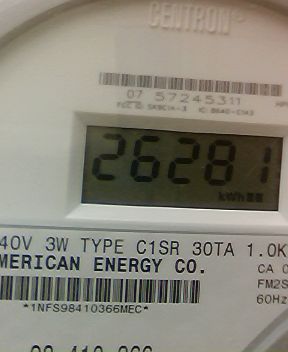 CENTRON
07 57245311
26281
kWh
40V 3W TYPE C1SR 30TA 1.0K
MERICAN ENERGY CO.
CA 0
FM2S
60Hz
*1NFS98410366MEC*